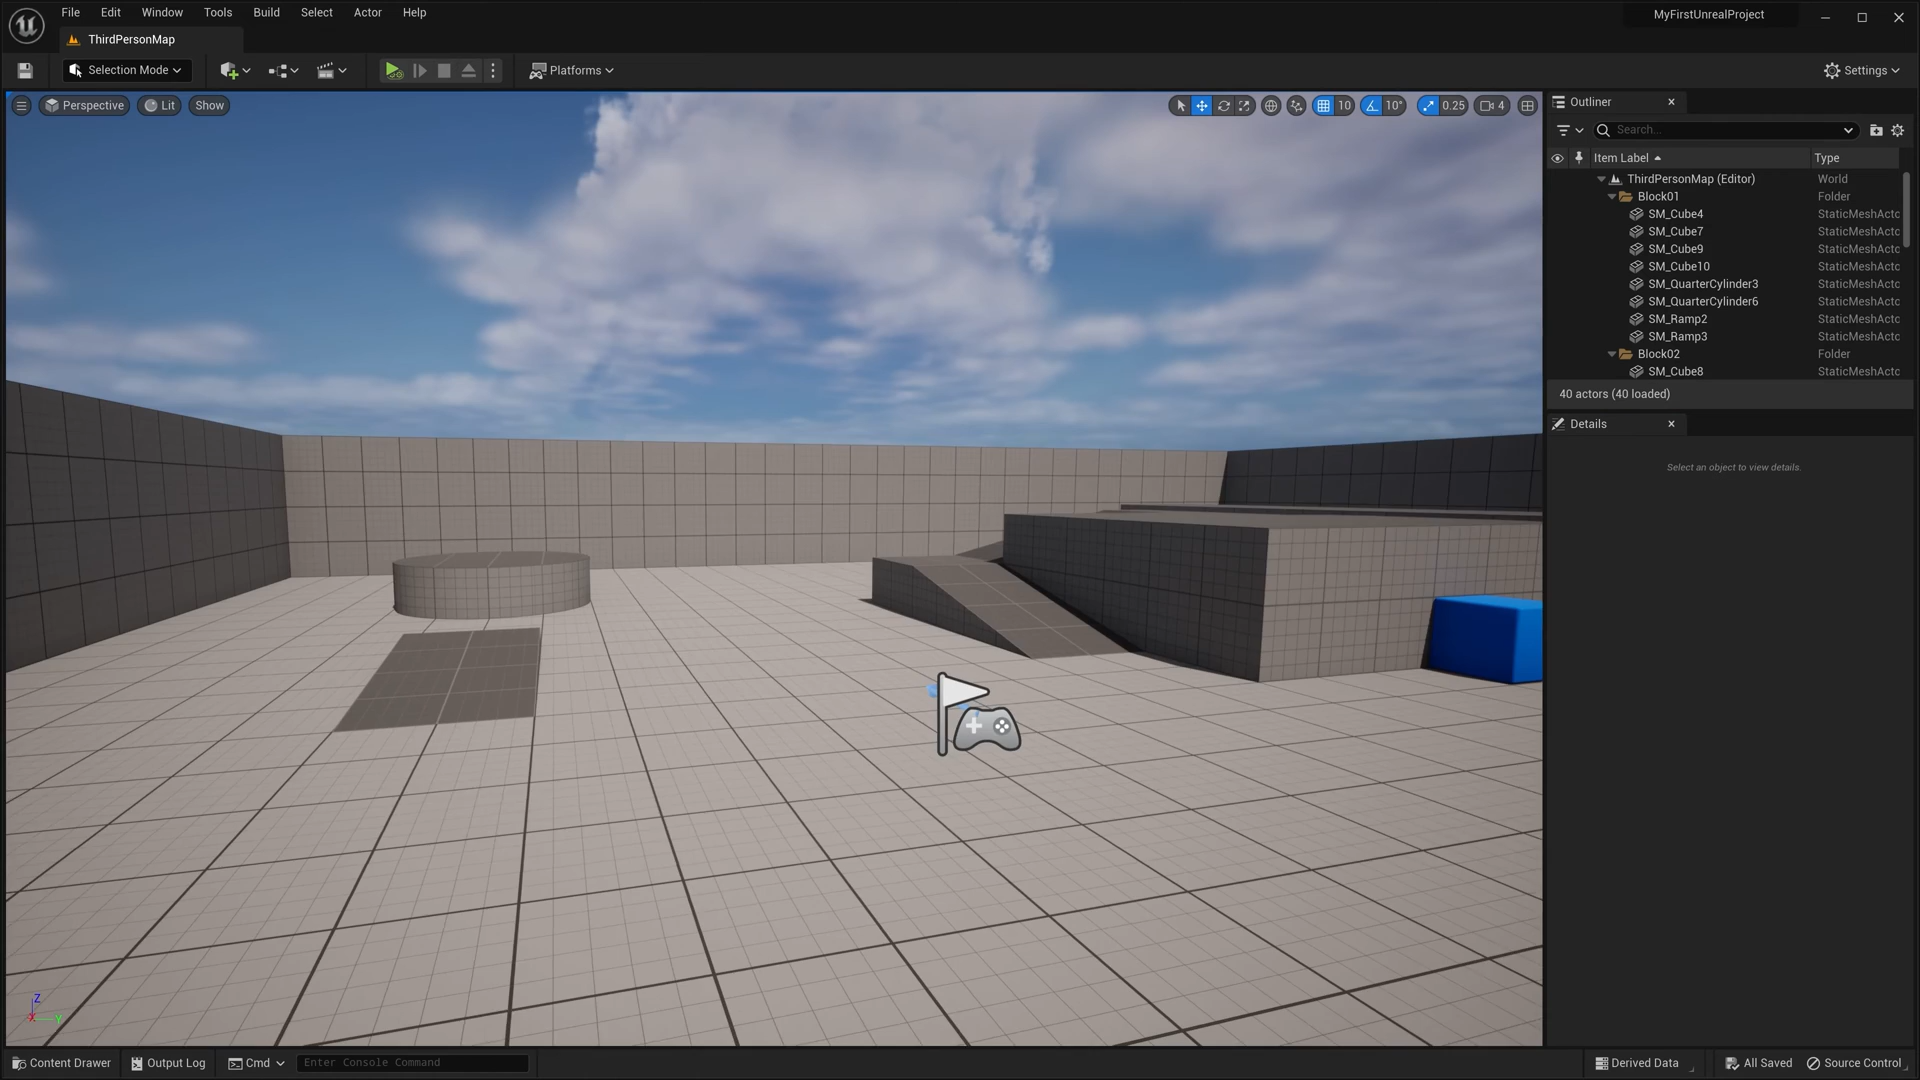 File Edit Window Tools Build Select Actor Help
MyFirstUnrealProject
ThirdPersonMap
Selection Mode
Platforms
Settings
Perspective Lit Show
10 10° 0.25 4
Outliner
Search...
Item Label Type
ThirdPersonMap (Editor) World
Block01 Folder
SM_Cube4 StaticMeshActo
SM_Cube7 StaticMeshActo
SM_Cube9 StaticMeshActo
SM_Cube10 StaticMeshActo
SM_QuarterCylinder3 StaticMeshActo
SM_QuarterCylinder6 StaticMeshActo
SM_Ramp2 StaticMeshActo
SM_Ramp3 StaticMeshActo
Block02 Folder
SM_Cube8 StaticMeshActo
40 actors (40 loaded)
Details
Select an object to view details.
Z
X Y
Content Drawer Output Log Cmd Enter Console Command Derived Data All Saved Source Control